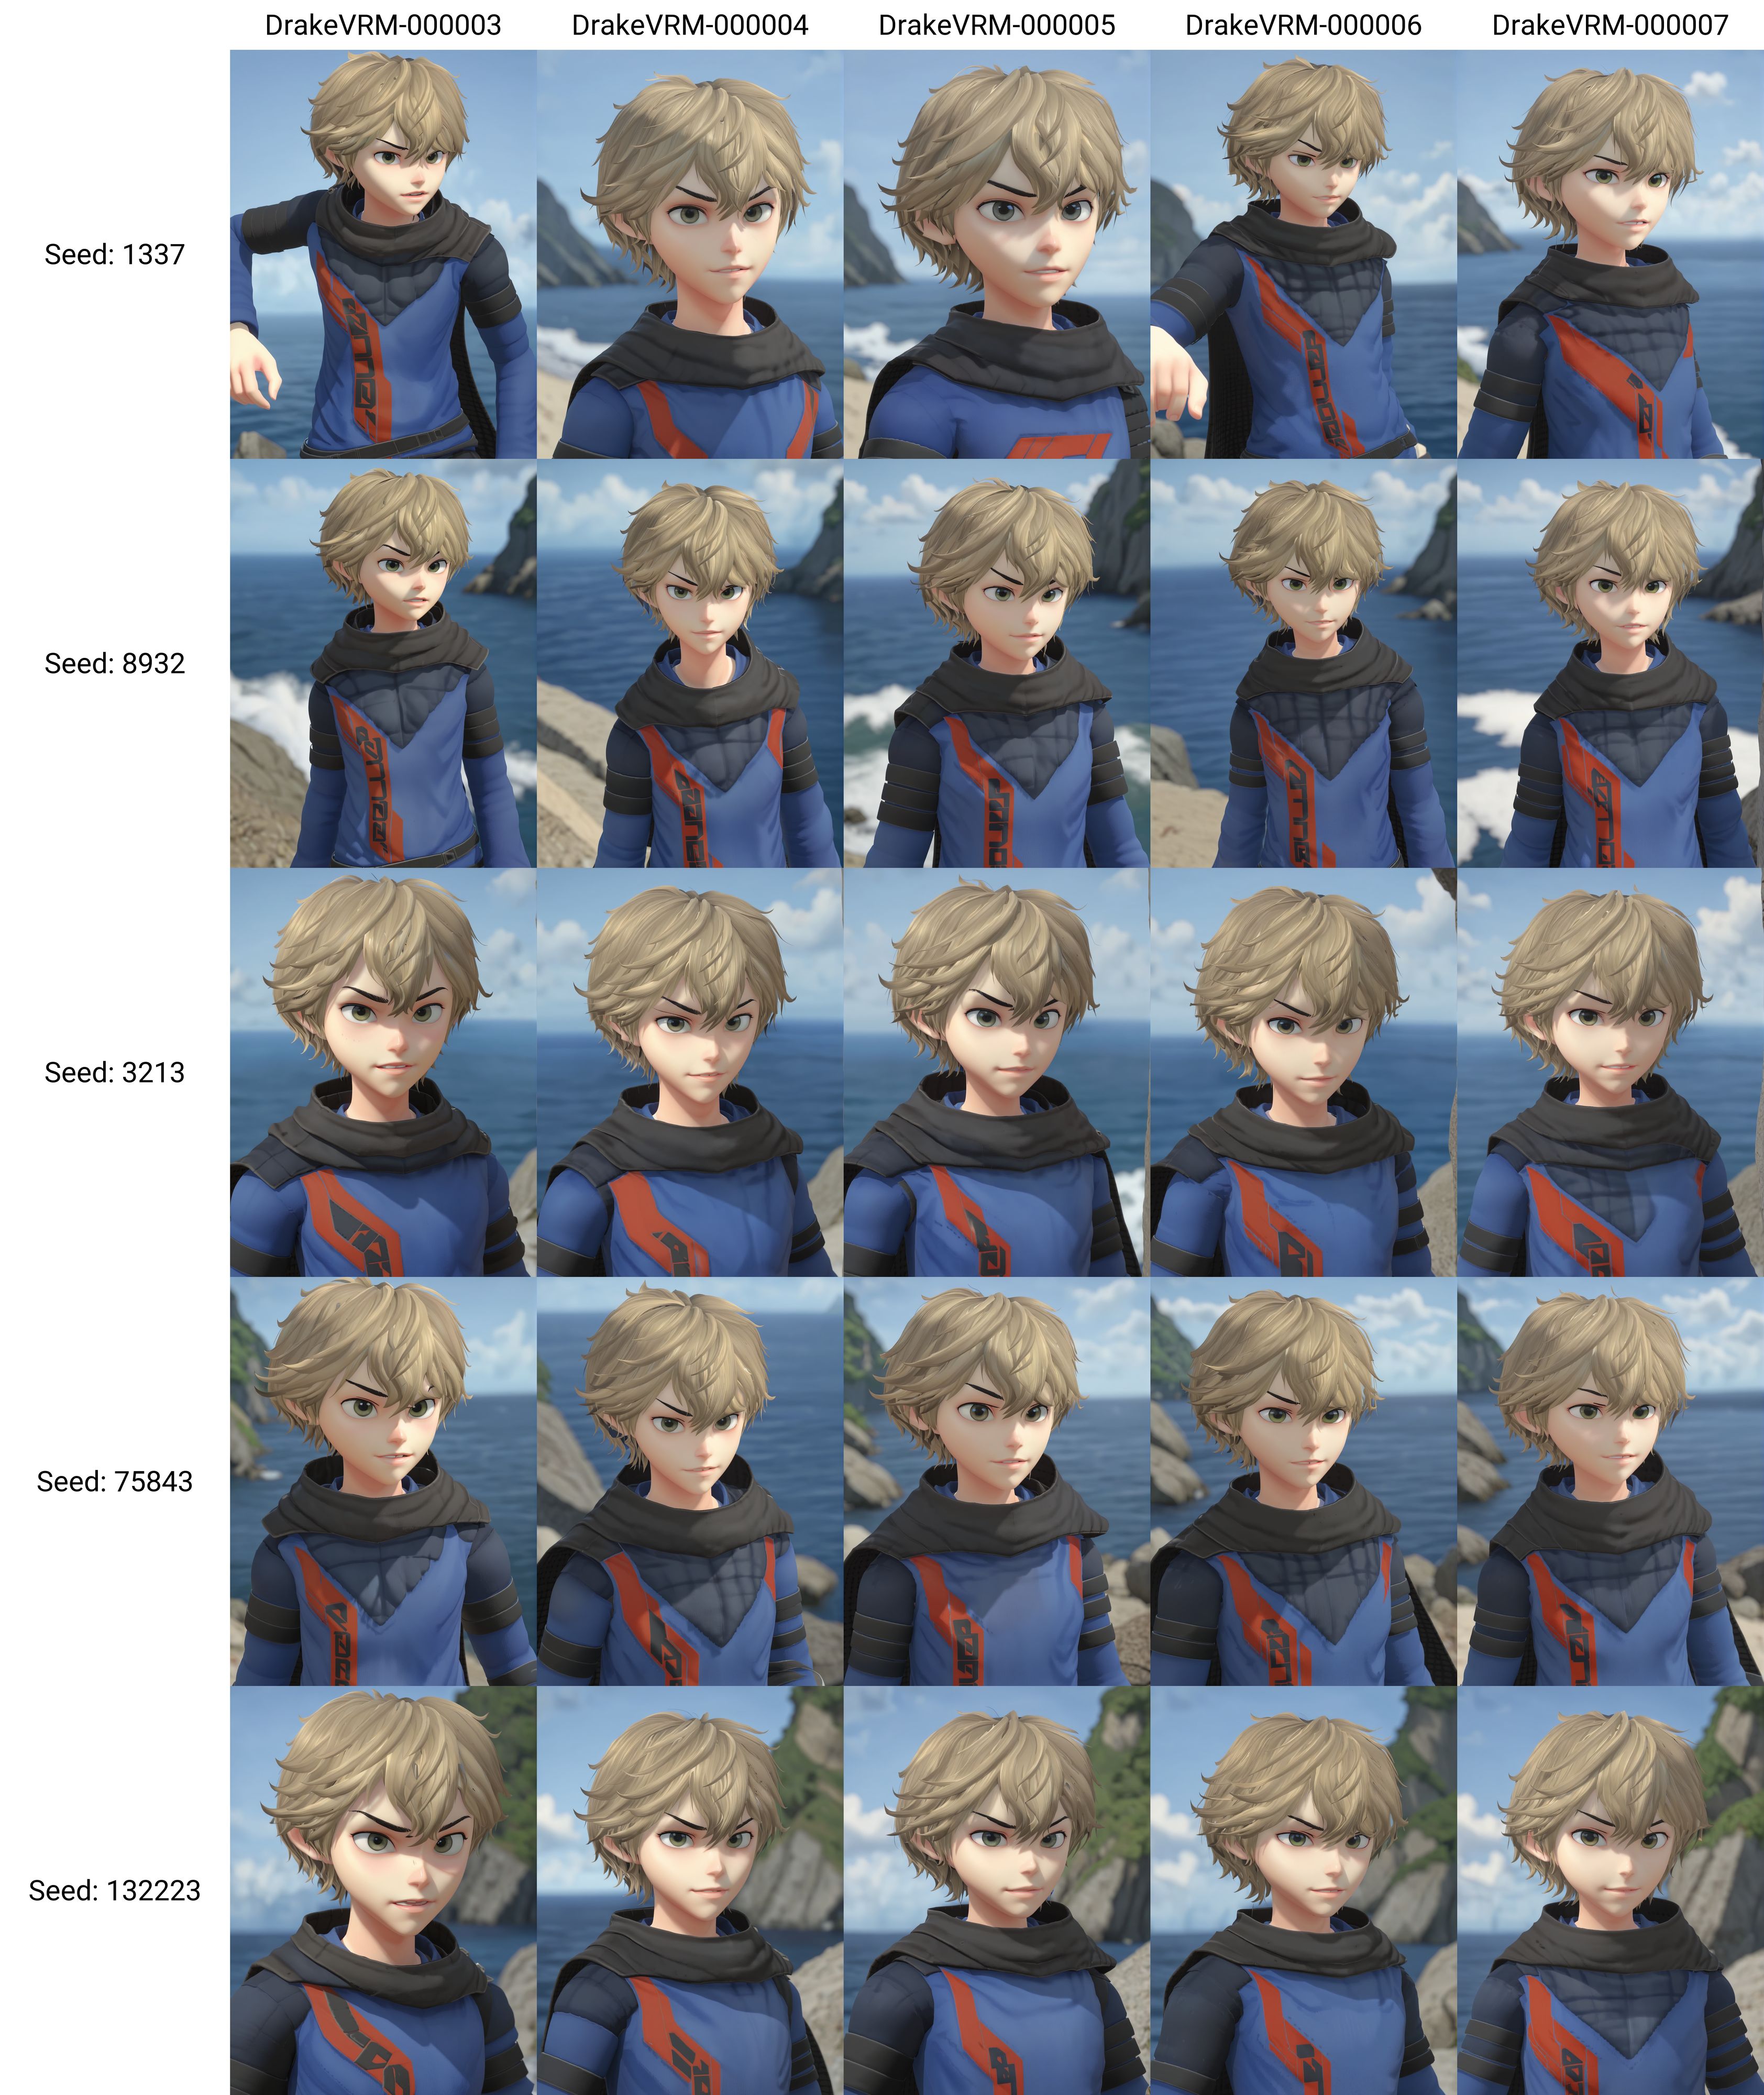 DrakeVRM-000003 DrakeVRM-000004 DrakeVRM-000005 DrakeVRM-000006 DrakeVRM-000007
Seed: 1337
Seed: 8932
Seed: 3213
Seed: 75843
Seed: 132223